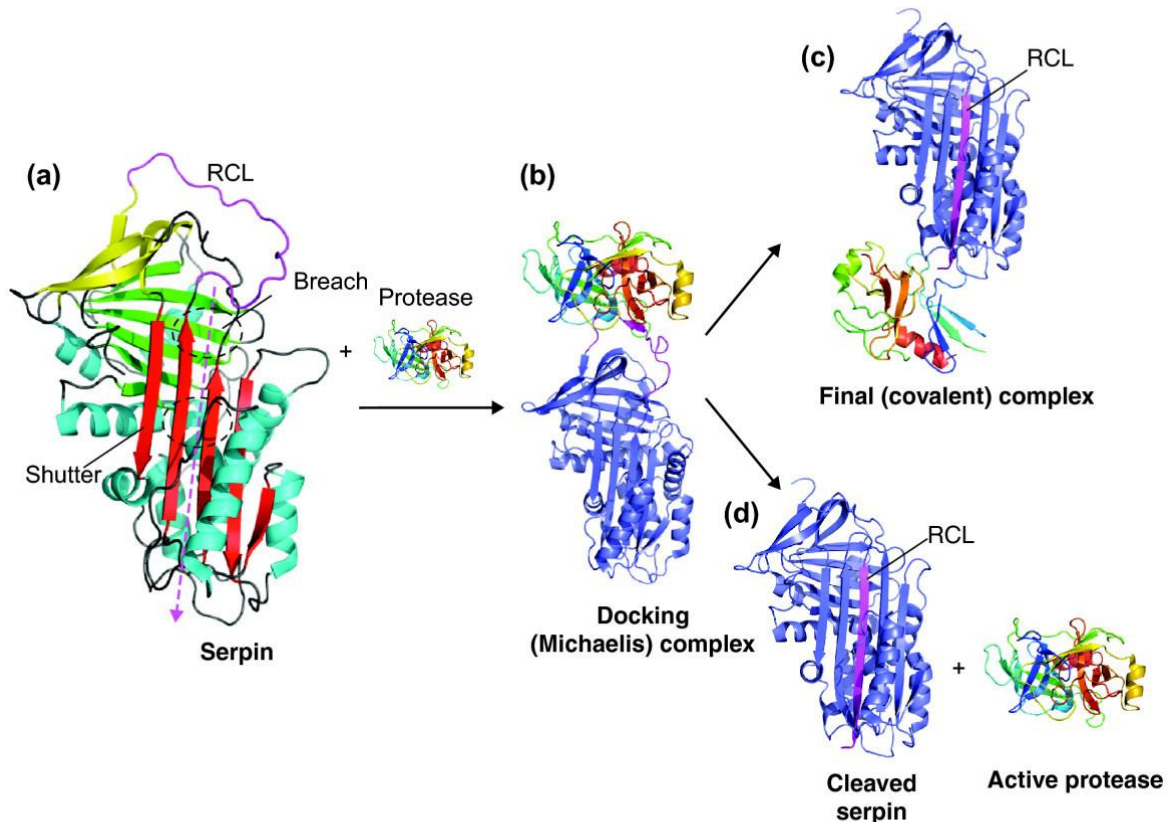 (a)
RCL
Breach
Shutter
Serpin
Protease
+
(b)
Docking
(Michaelis) complex
(c)
RCL
Final (covalent) complex
(d)
RCL
+
Cleaved
serpin
Active protease